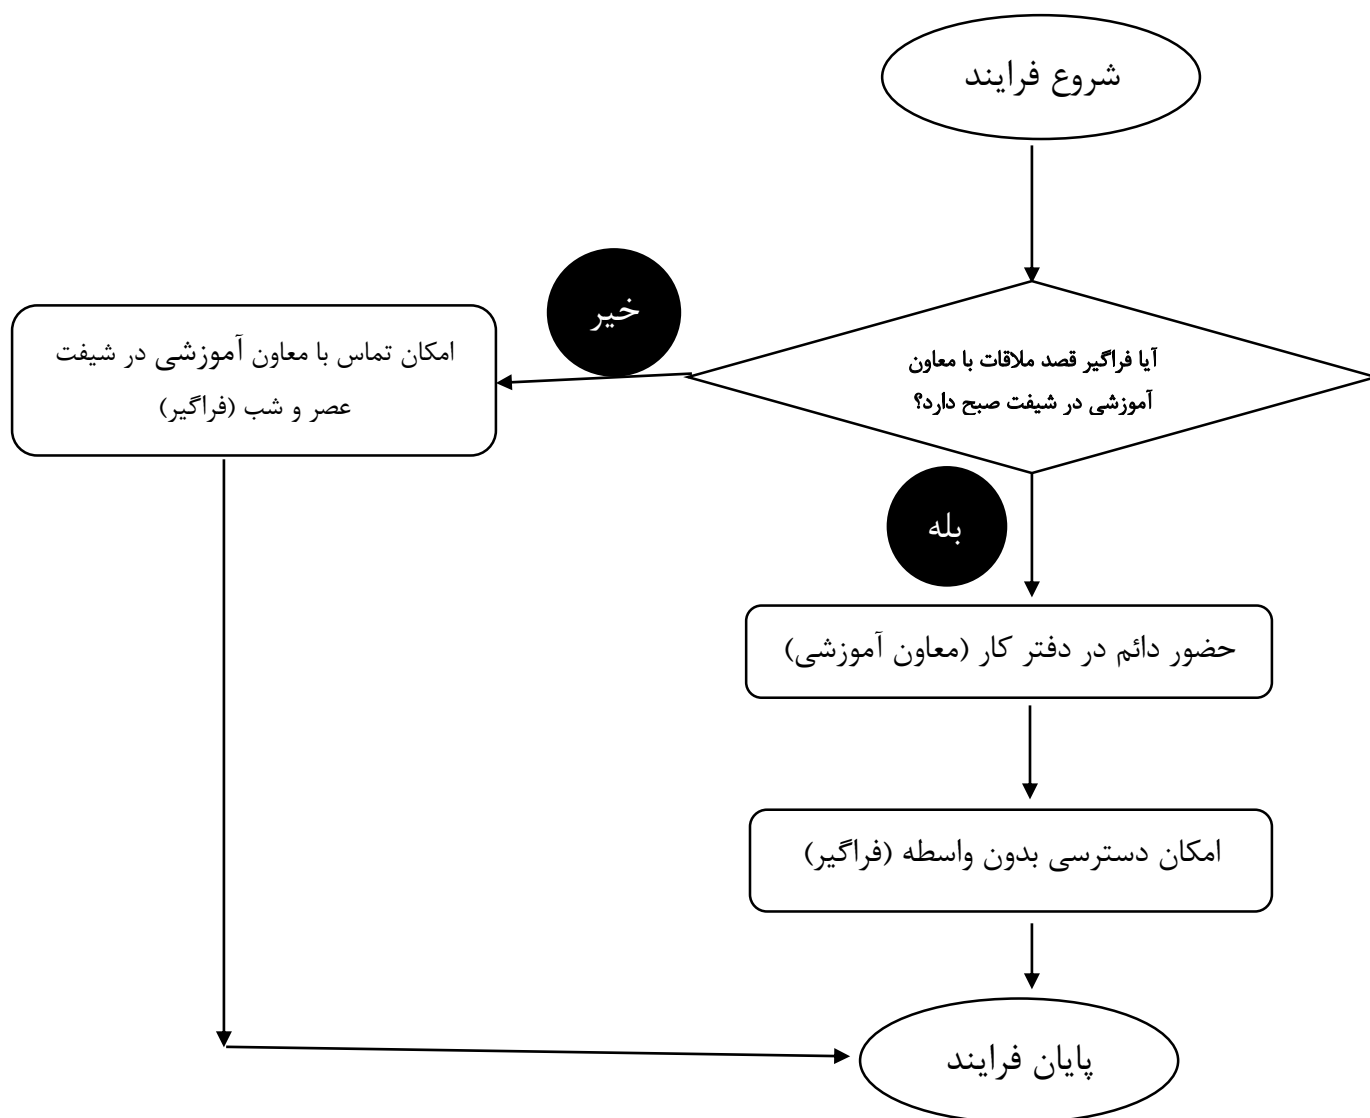 شروع فرایند
خیر
آیا فراگیر قصد ملاقات با معاون
آموزشی در شیفت صبح دارد؟
امکان تماس با معاون آموزشی در شیفت
عصر و شب (فراگیر)
بله
حضور دائم در دفتر کار (معاون آموزشی)
امکان دسترسی بدون واسطه (فراگیر)
پایان فرایند